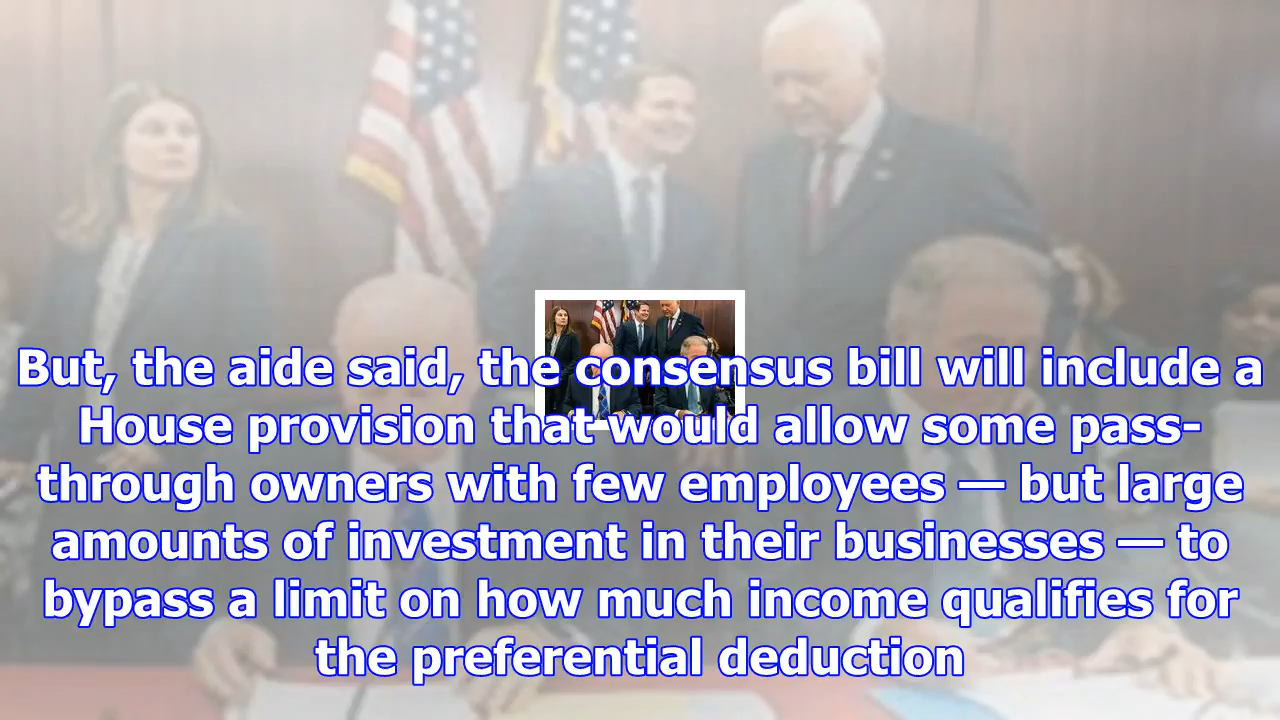 But, the aide said, the consensus bill will include a
House provision that would allow some pass-
through owners with few employees — but large
amounts of investment in their businesses — to
bypass a limit on how much income qualifies for
the preferential deduction